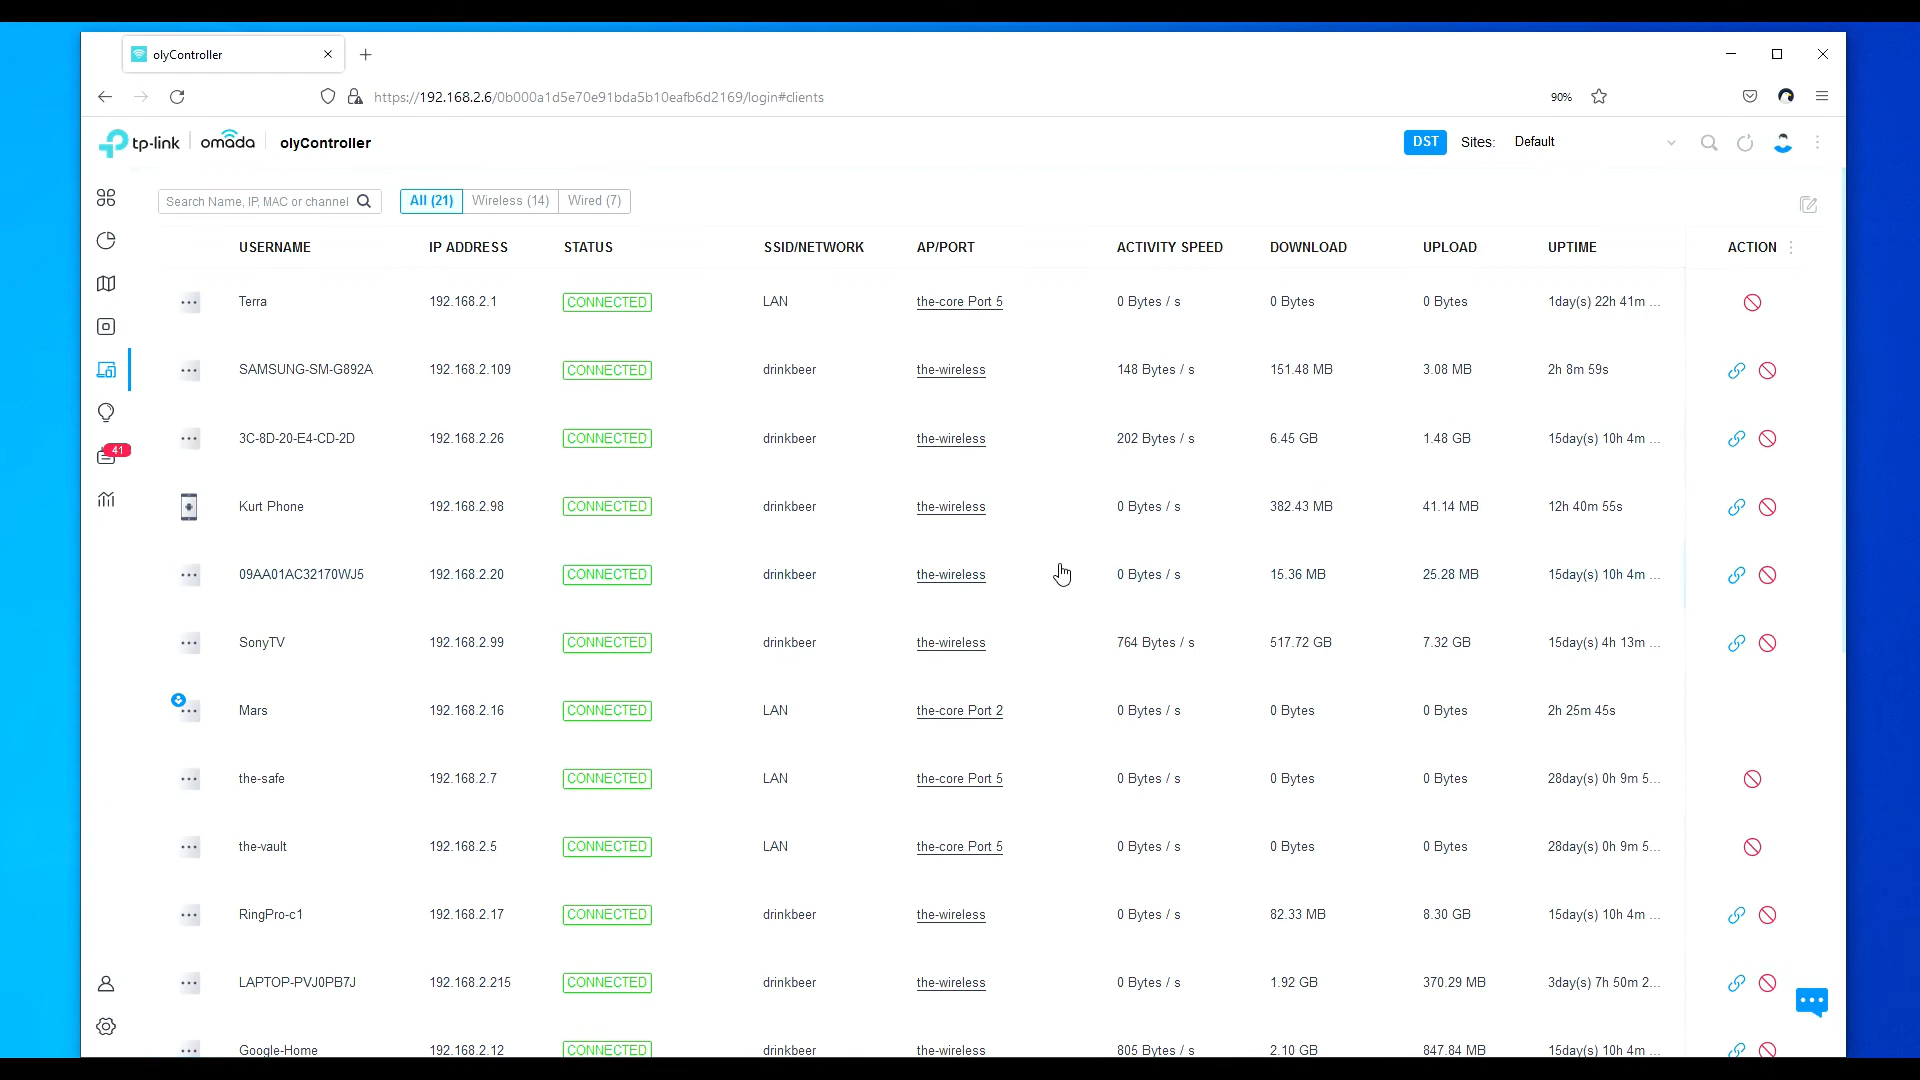 olyController
https://192.168.2.6/0b000a1d5e70e91bda5b10eafb6d2169/login#clients
90%
tp-link | omada | olyController
DST Sites: Default
Search Name, IP, MAC or channel
All (21) Wireless (14) Wired (7)
USERNAME IP ADDRESS STATUS SSID/NETWORK AP/PORT ACTIVITY SPEED DOWNLOAD UPLOAD UPTIME ACTION
Terra 192.168.2.1 CONNECTED LAN the-core Port 5 0 Bytes / s 0 Bytes 0 Bytes 1day(s) 22h 41m ...
SAMSUNG-SM-G892A 192.168.2.109 CONNECTED drinkbeer the-wireless 148 Bytes / s 151.48 MB 3.08 MB 2h 8m 59s
3C-8D-20-E4-CD-2D 192.168.2.26 CONNECTED drinkbeer the-wireless 202 Bytes / s 6.45 GB 1.48 GB 15day(s) 10h 4m ...
41
Kurt Phone 192.168.2.98 CONNECTED drinkbeer the-wireless 0 Bytes / s 382.43 MB 41.14 MB 12h 40m 55s
09AA01AC32170WJ5 192.168.2.20 CONNECTED drinkbeer the-wireless 0 Bytes / s 15.36 MB 25.28 MB 15day(s) 10h 4m ...
SonyTV 192.168.2.99 CONNECTED drinkbeer the-wireless 764 Bytes / s 517.72 GB 7.32 GB 15day(s) 4h 13m ...
Mars 192.168.2.16 CONNECTED LAN the-core Port 2 0 Bytes / s 0 Bytes 0 Bytes 2h 25m 45s
the-safe 192.168.2.7 CONNECTED LAN the-core Port 5 0 Bytes / s 0 Bytes 0 Bytes 28day(s) 0h 9m 5...
the-vault 192.168.2.5 CONNECTED LAN the-core Port 5 0 Bytes / s 0 Bytes 0 Bytes 28day(s) 0h 9m 5...
RingPro-c1 192.168.2.17 CONNECTED drinkbeer the-wireless 0 Bytes / s 82.33 MB 8.30 GB 15day(s) 10h 4m ...
LAPTOP-PVJ0PB7J 192.168.2.215 CONNECTED drinkbeer the-wireless 0 Bytes / s 1.92 GB 370.29 MB 3day(s) 7h 50m 2...
Google-Home 192.168.2.12 CONNECTED drinkbeer the-wireless 805 Bytes / s 2.10 GB 847.84 MB 15day(s) 10h 4m ...